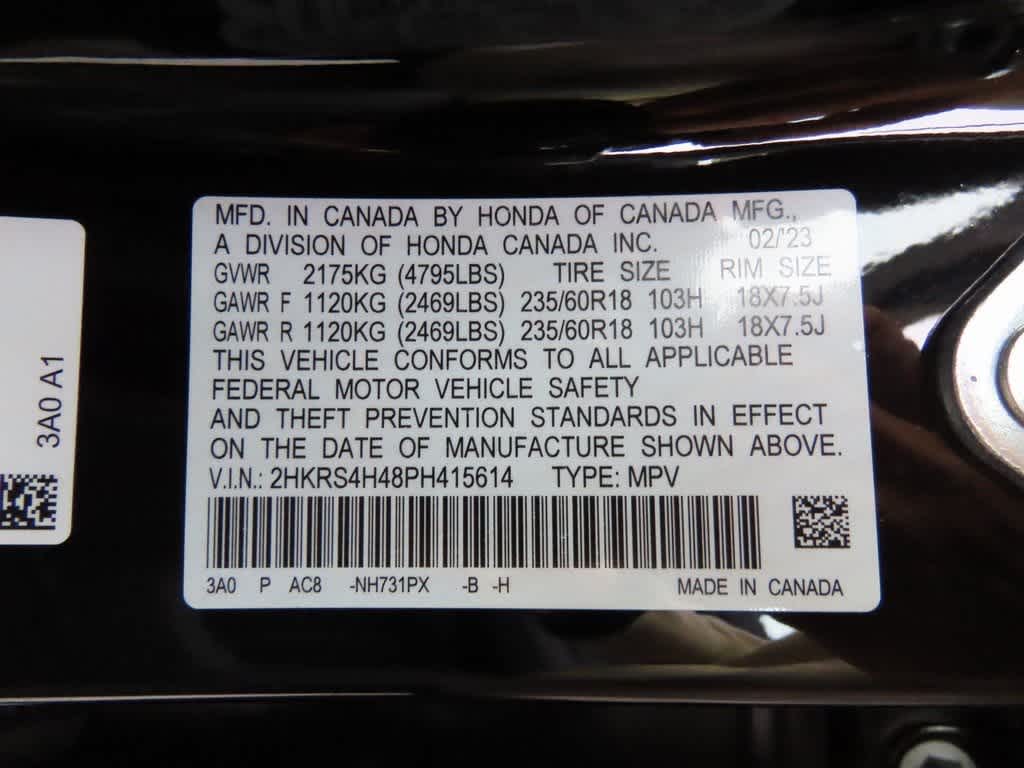 MFD. IN CANADA BY HONDA OF CANADA MFG.,
A DIVISION OF HONDA CANADA INC. 02/'23
GVWR 2175KG (4795LBS) TIRE SIZE RIM SIZE
GAWR F 1120KG (2469LBS) 235/60R18 103H 18X7.5J
GAWR R 1120KG (2469LBS) 235/60R18 103H 18X7.5J
THIS VEHICLE CONFORMS TO ALL APPLICABLE
FEDERAL MOTOR VEHICLE SAFETY
AND THEFT PREVENTION STANDARDS IN EFFECT
ON THE DATE OF MANUFACTURE SHOWN ABOVE.
V.I.N.: 2HKRS4H48PH415614 TYPE: MPV
3A0 P AC8 -NH731PX -B -H MADE IN CANADA
3A0 A1